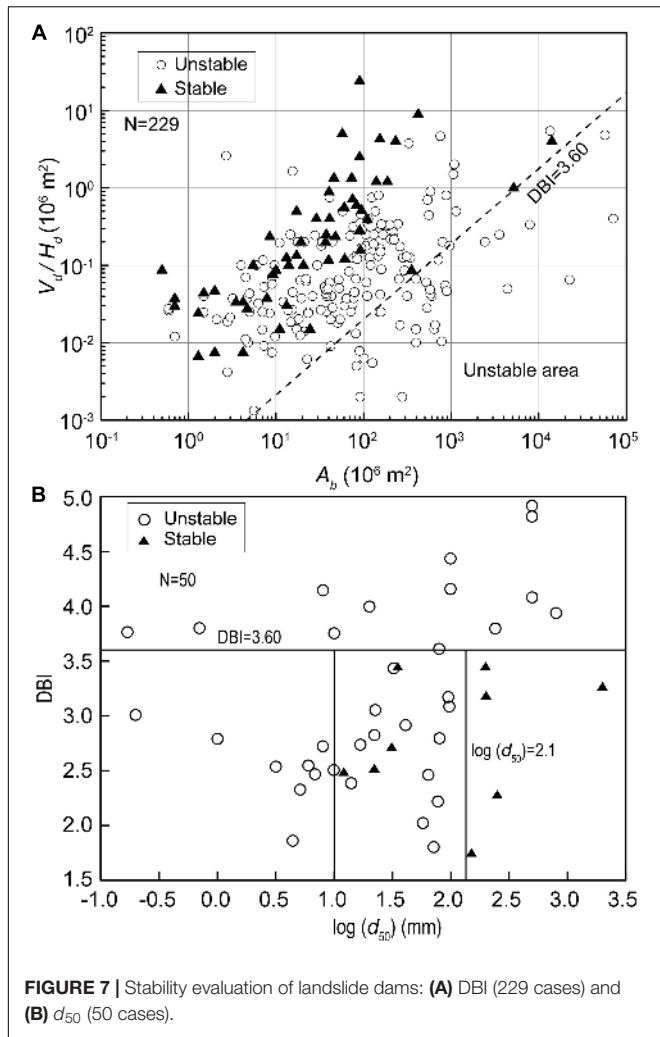 A
10²
Unstable
Stable
N=229
10¹
10⁰
10⁻¹
10⁻²
10⁻³
V_d / H_d (10⁶ m²)
DBI=3.60
Unstable area
10⁻¹ 10⁰ 10¹ 10² 10³ 10⁴ 10⁵
A_b (10⁶ m²)
B
5.0
Unstable
Stable
N=50
4.5
4.0
DBI=3.60
3.5
3.0
log (d₅₀)=2.1
2.5
2.0
1.5
DBI
-1.0 -0.5 0.0 0.5 1.0 1.5 2.0 2.5 3.0 3.5
log (d₅₀) (mm)
FIGURE 7 | Stability evaluation of landslide dams: (A) DBI (229 cases) and
(B) d₅₀ (50 cases).